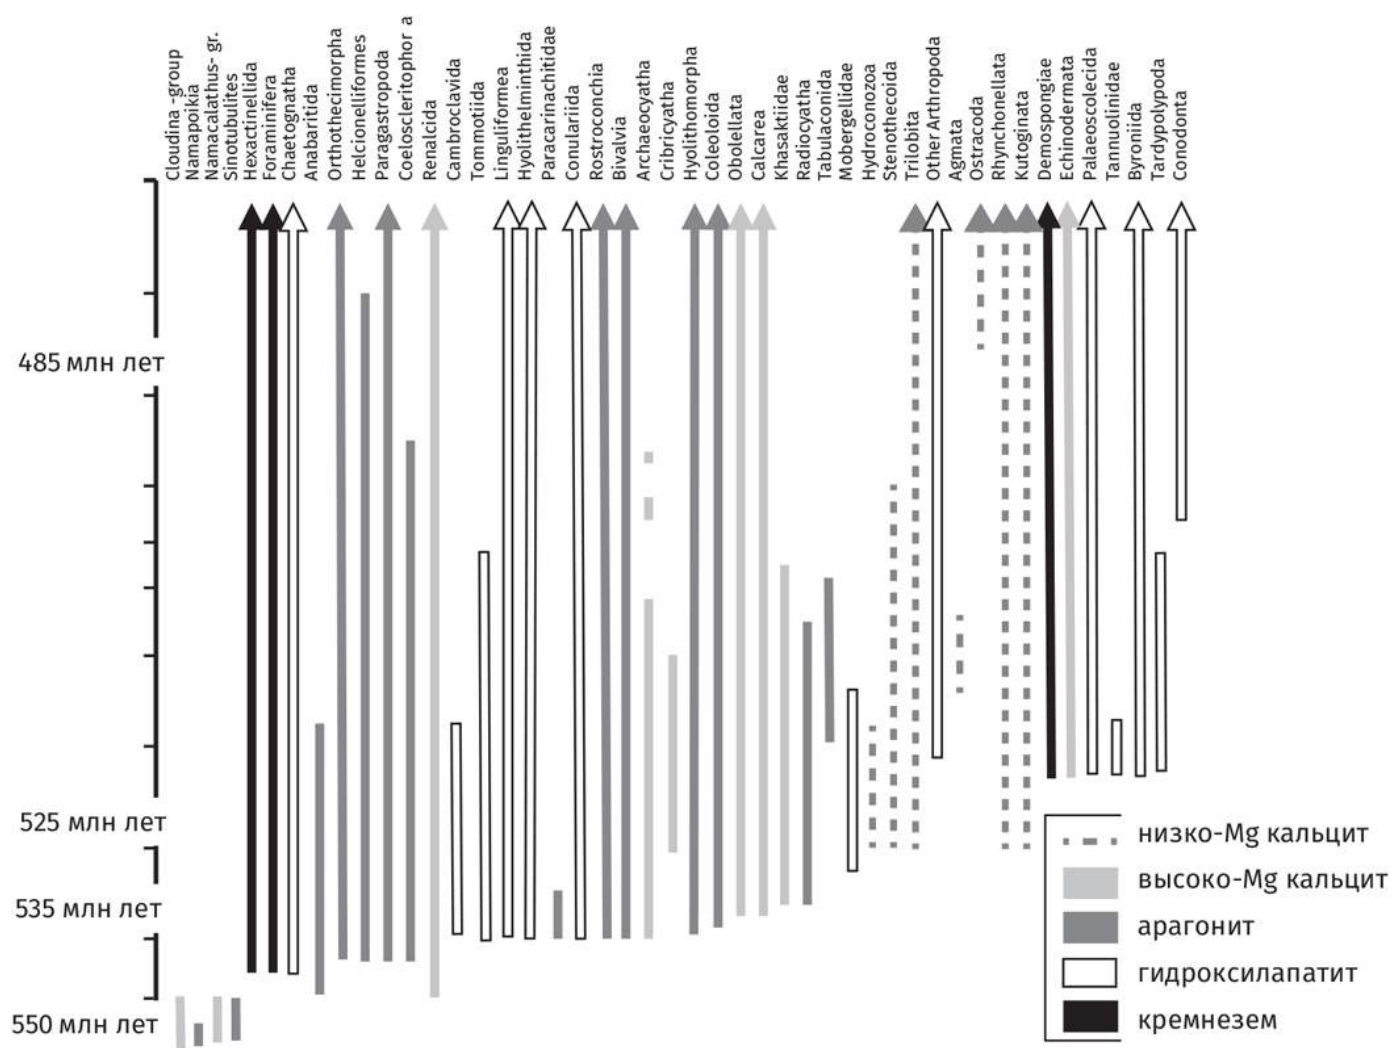 Cloudina -group
Namapoikia
Namacalathus- gr.
Sinotubulites
Hexactinellida
Foraminifera
Chaetognatha
Anabaritida
Orthothecimorpha
Helcionelliformes
Paragastropoda
Coeloscleritophor a
Renalcida
Cambroclavida
Tommotiida
Linguliformea
Hyolithelminthida
Paracarinachitidae
Conulariida
Rostroconchia
Bivalvia
Archaeocyatha
Cribricyatha
Hyolithomorpha
Coleoloida
Obolellata
Calcarea
Khasaktiidae
Radiocyatha
Tabulaconida
Mobergellidae
Hydroconozoa
Stenothecoida
Trilobita
Other Arthropoda
Agmata
Ostracoda
Rhynchonellata
Kutoginata
Demospongiae
Echinodermata
Palaeoscolecida
Tannuolinidae
Byroniida
Tardypolypoda
Conodonta
485 млн лет
525 млн лет
535 млн лет
550 млн лет
низко-Mg кальцит
высоко-Mg кальцит
арагонит
гидроксилапатит
кремнезем